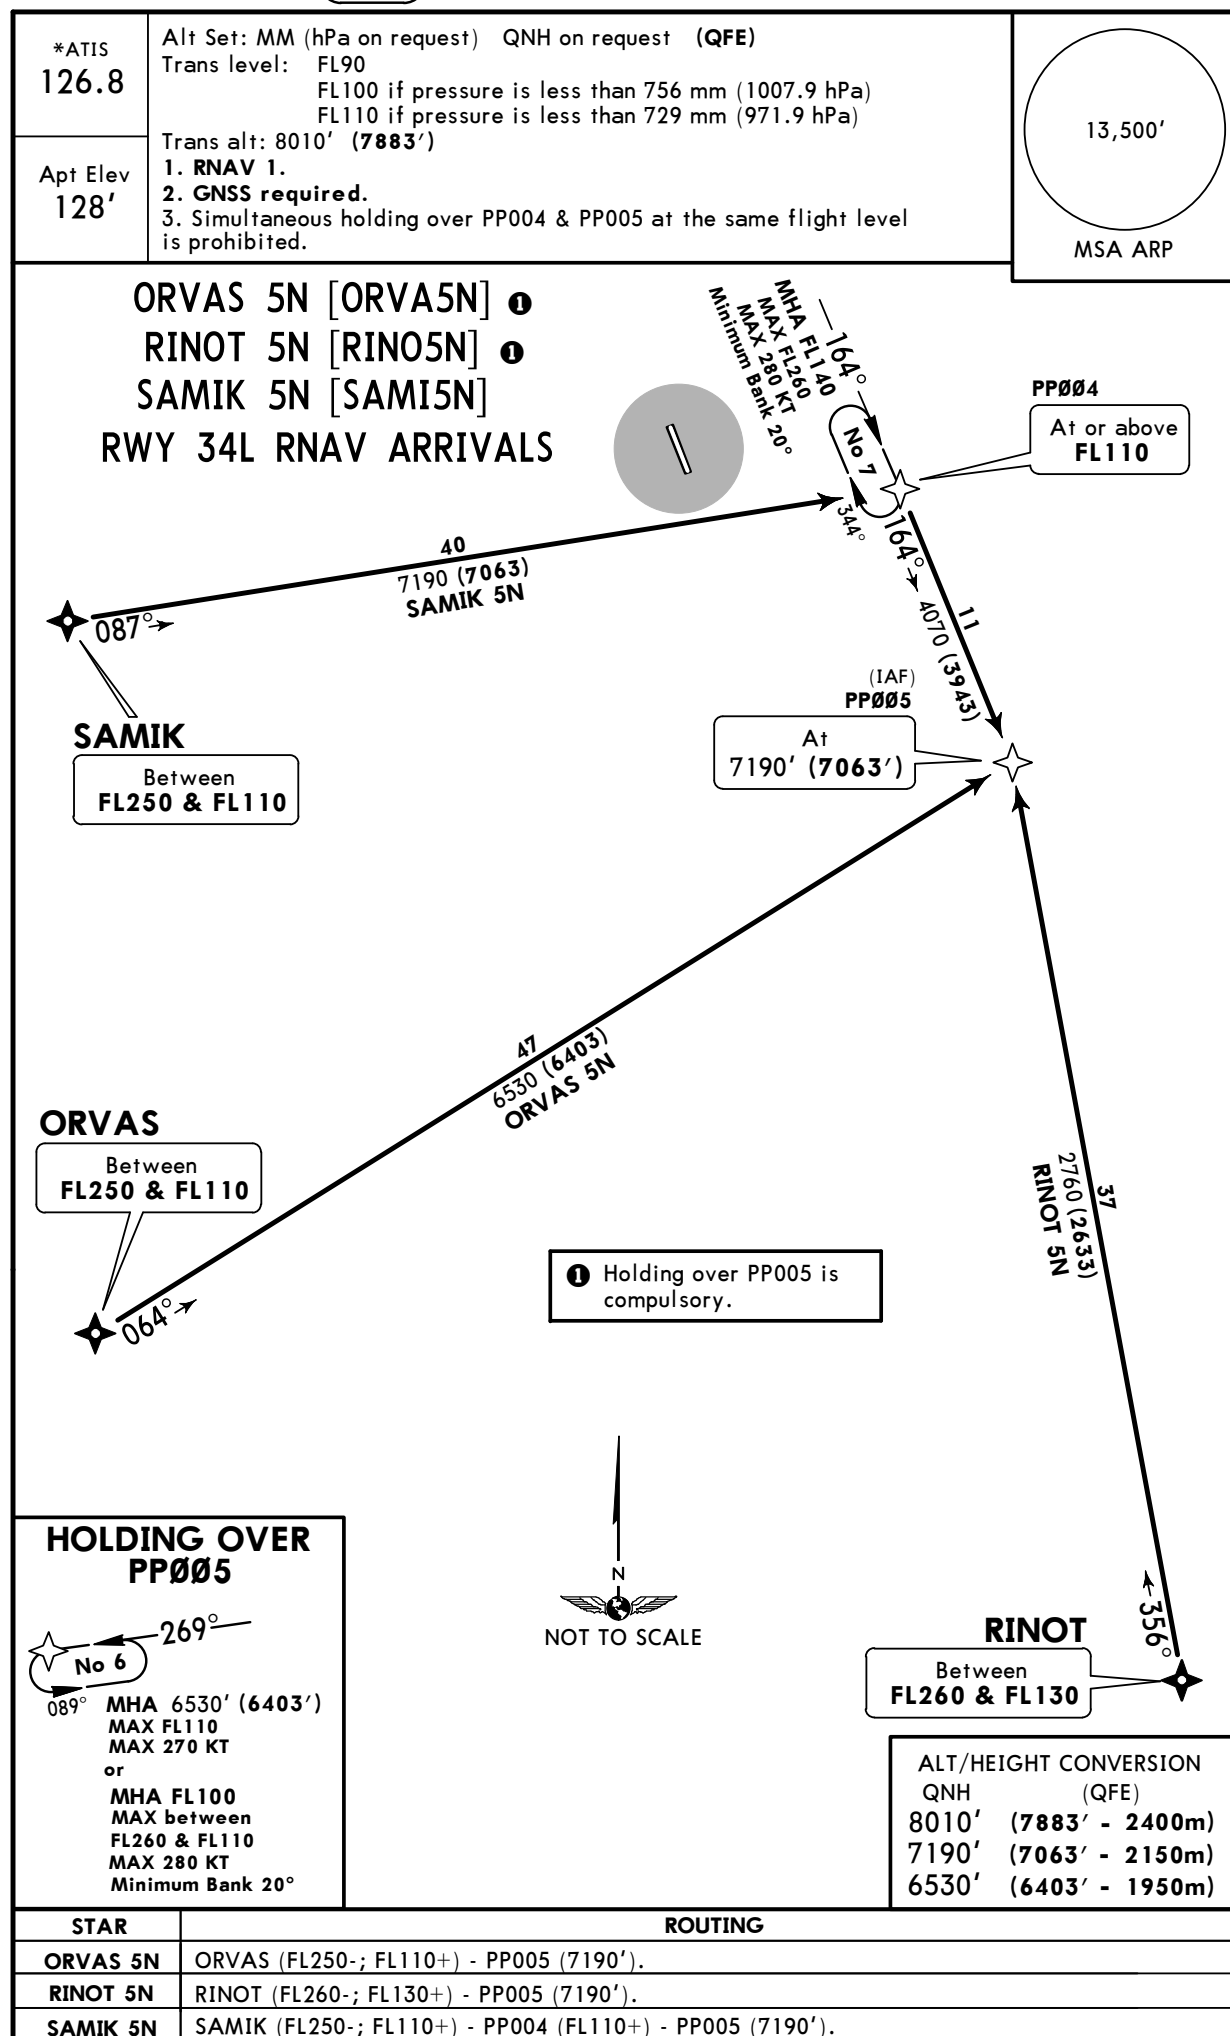 *ATIS
126.8
Apt Elev
128'
Alt Set: MM (hPa on request) QNH on request (QFE)
Trans level: FL90
FL100 if pressure is less than 756 mm (1007.9 hPa)
FL110 if pressure is less than 729 mm (971.9 hPa)
Trans alt: 8010' (7883')
1. RNAV 1.
2. GNSS required.
3. Simultaneous holding over PP004 & PP005 at the same flight level
is prohibited.
13,500'
MSA ARP
ORVAS 5N [ORVA5N] ❶
RINOT 5N [RINO5N] ❶
SAMIK 5N [SAMI5N]
RWY 34L RNAV ARRIVALS
MHA FL140
MAX FL260
MAX 280 KT
Minimum Bank 20°
164°
No 7
344°
PPØØ4
At or above
FL110
164°
11
4070 (3943)
40
7190 (7063)
SAMIK 5N
087°
SAMIK
Between
FL250 & FL110
(IAF)
PPØØ5
At
7190' (7063')
47
6530 (6403)
ORVAS 5N
ORVAS
Between
FL250 & FL110
064°
37
2760 (2633)
RINOT 5N
❶ Holding over PP005 is
compulsory.
N
NOT TO SCALE
356°
RINOT
Between
FL260 & FL130
HOLDING OVER
PPØØ5
269°
No 6
089°
MHA 6530' (6403')
MAX FL110
MAX 270 KT
or
MHA FL100
MAX between
FL260 & FL110
MAX 280 KT
Minimum Bank 20°
ALT/HEIGHT CONVERSION
QNH (QFE)
8010' (7883' - 2400m)
7190' (7063' - 2150m)
6530' (6403' - 1950m)
STAR ROUTING
ORVAS 5N ORVAS (FL250-; FL110+) - PP005 (7190').
RINOT 5N RINOT (FL260-; FL130+) - PP005 (7190').
SAMIK 5N SAMIK (FL250-; FL110+) - PP004 (FL110+) - PP005 (7190').